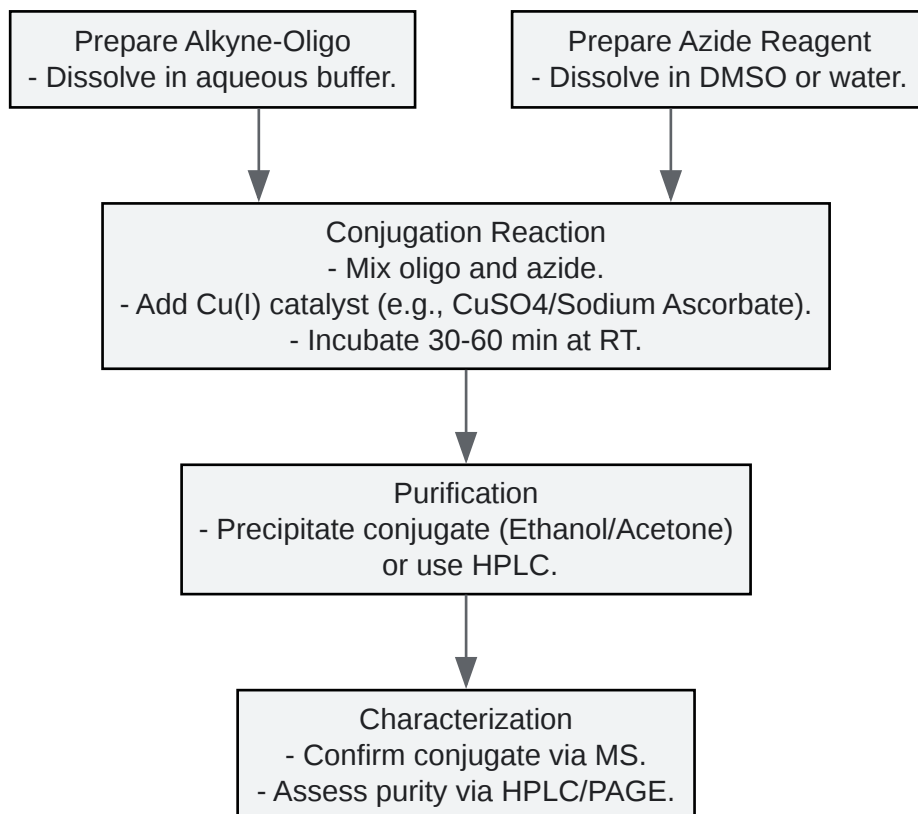 Prepare Alkyne-Oligo
- Dissolve in aqueous buffer.
Prepare Azide Reagent
- Dissolve in DMSO or water.
Conjugation Reaction
- Mix oligo and azide.
- Add Cu(I) catalyst (e.g., CuSO4/Sodium Ascorbate).
- Incubate 30-60 min at RT.
Purification
- Precipitate conjugate (Ethanol/Acetone)
or use HPLC.
Characterization
- Confirm conjugate via MS.
- Assess purity via HPLC/PAGE.